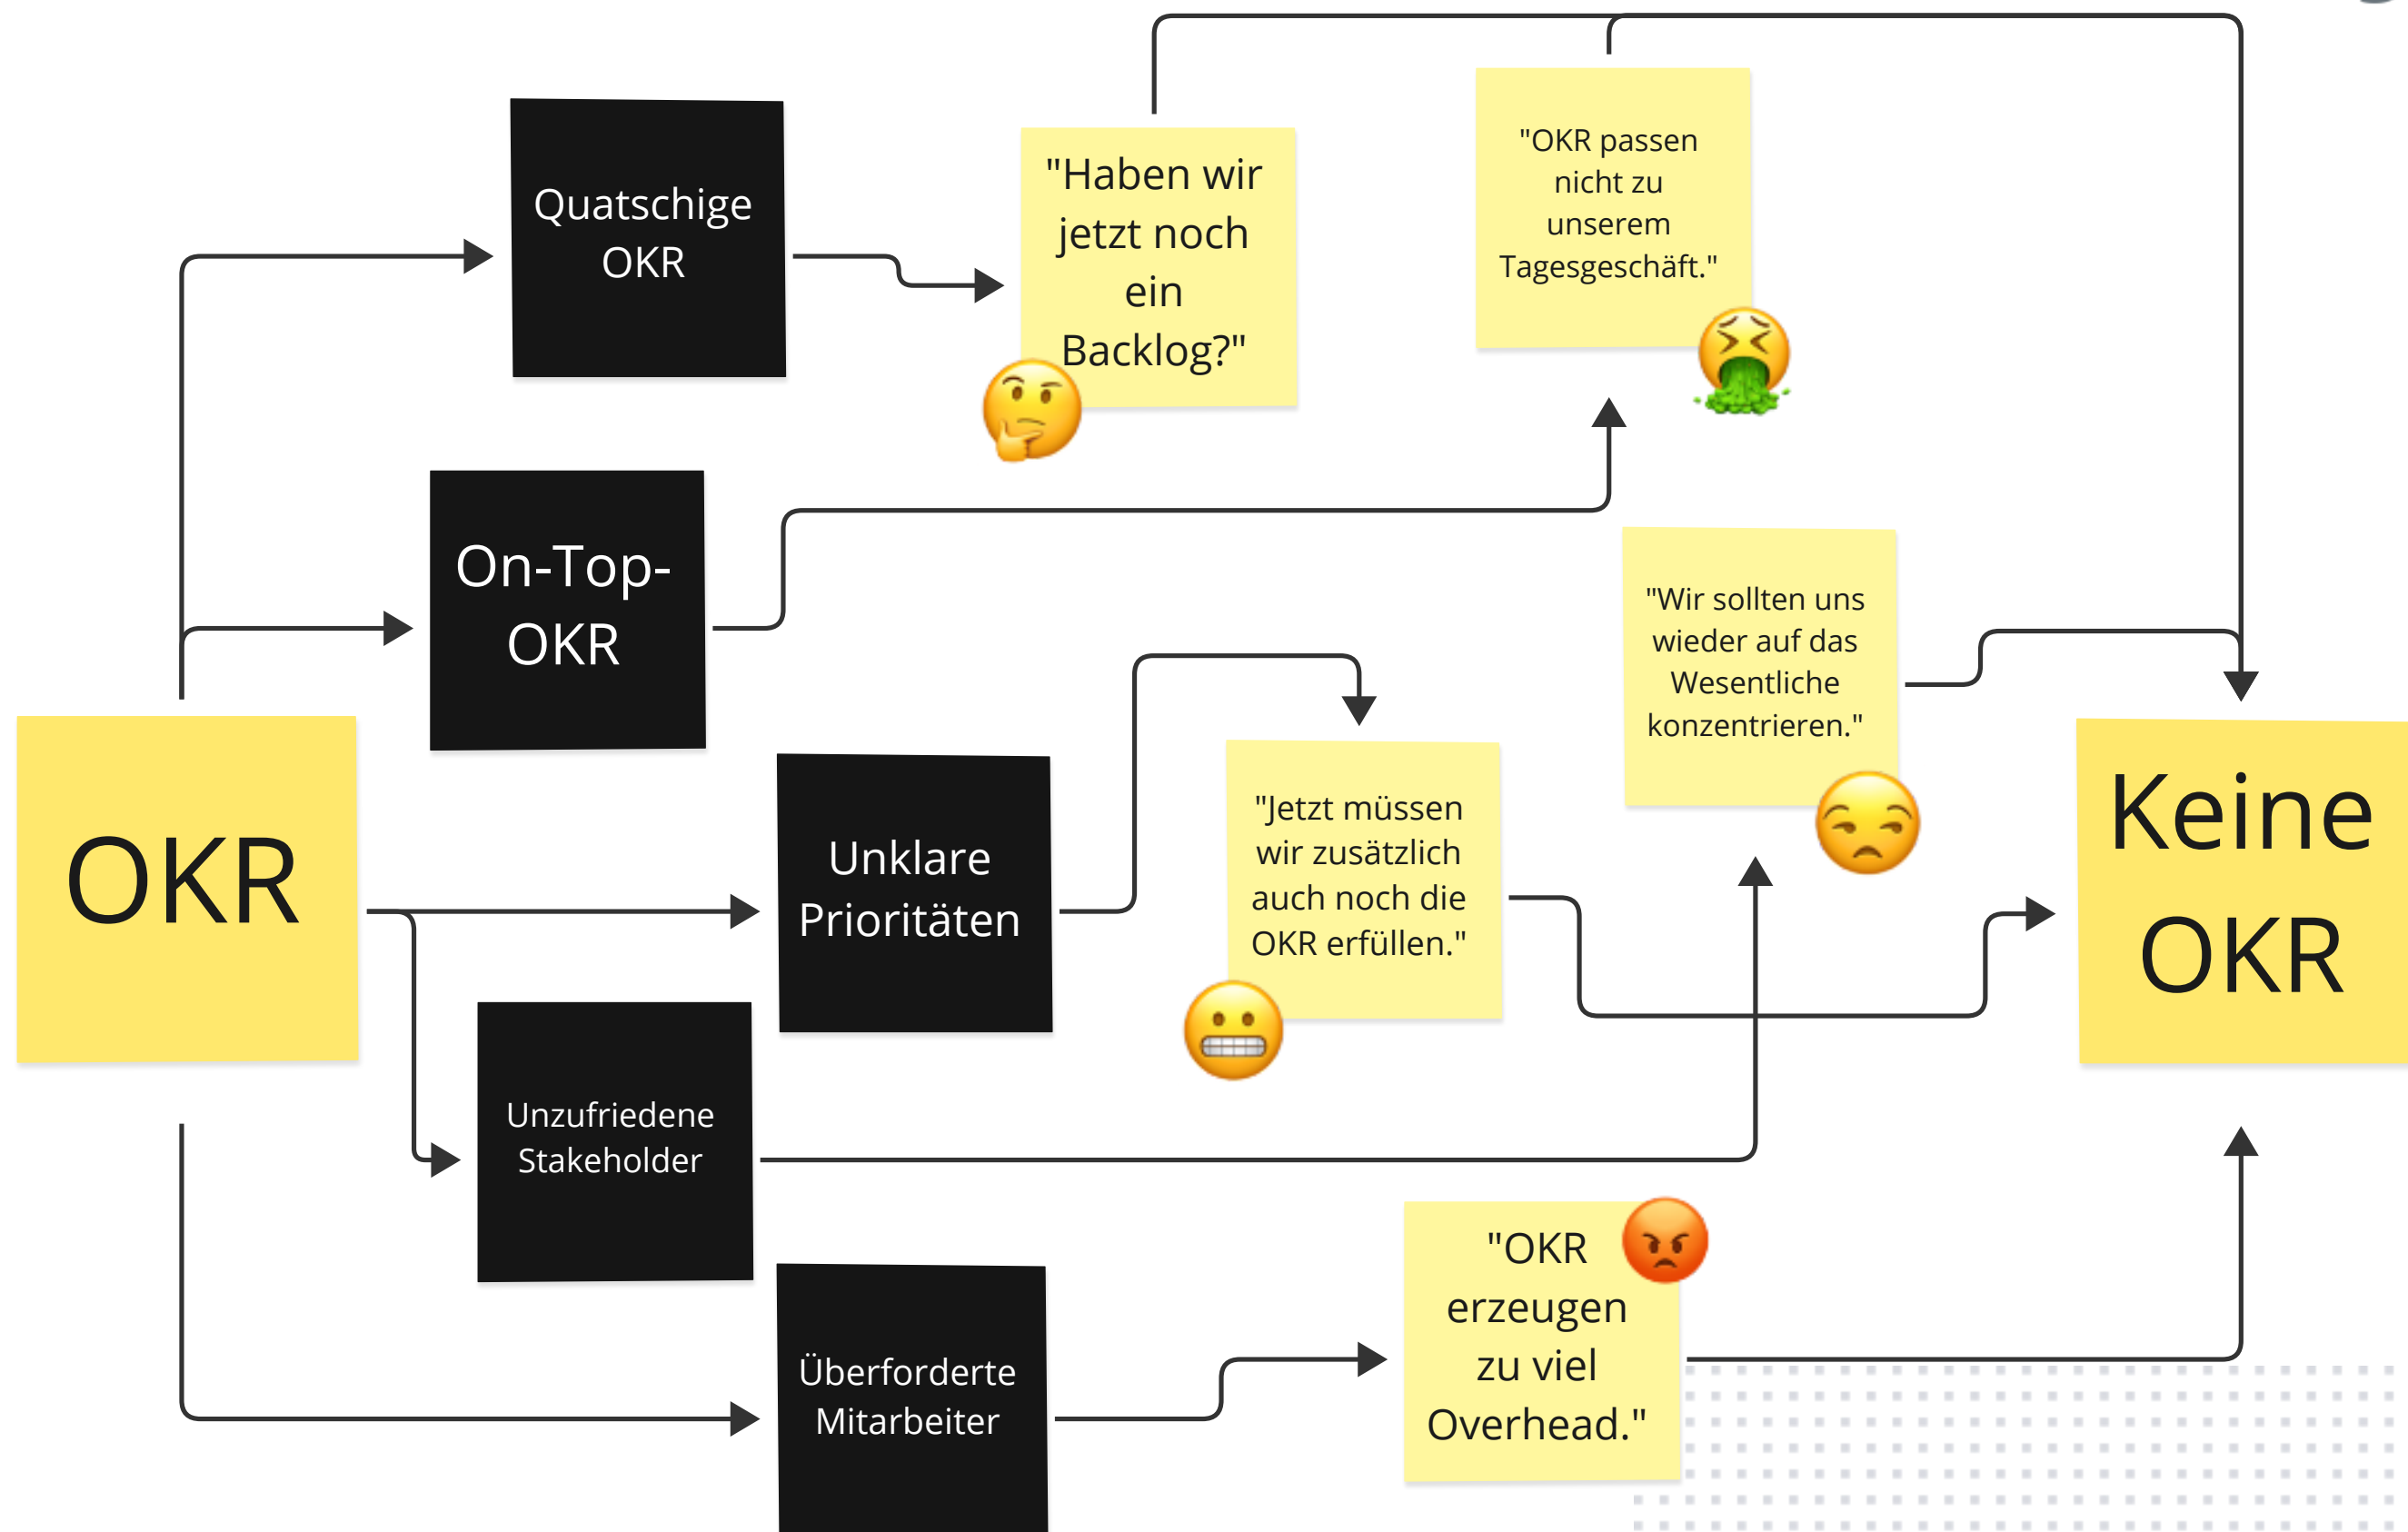 Quatschige
OKR
"Haben wir
jetzt noch
ein
Backlog?"
"OKR passen
nicht zu
unserem
Tagesgeschäft."
On-Top-
OKR
"Wir sollten uns
wieder auf das
Wesentliche
konzentrieren."
OKR
Unklare
Prioritäten
"Jetzt müssen
wir zusätzlich
auch noch die
OKR erfüllen."
Keine
OKR
Unzufriedene
Stakeholder
Überforderte
Mitarbeiter
"OKR
erzeugen
zu viel
Overhead."